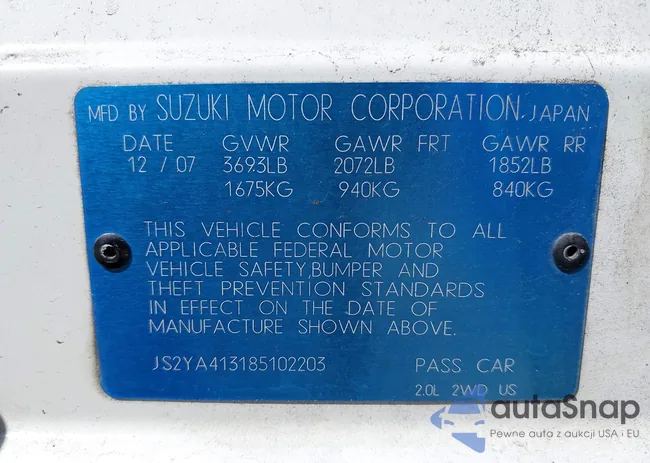 MFD BY SUZUKI MOTOR CORPORATION, JAPAN
DATE GVWR GAWR FRT GAWR RR
12 / 07 3693LB 2072LB 1852LB
1675KG 940KG 840KG
THIS VEHICLE CONFORMS TO ALL
APPLICABLE FEDERAL MOTOR
VEHICLE SAFETY,BUMPER AND
THEFT PREVENTION STANDARDS
IN EFFECT ON THE DATE OF
MANUFACTURE SHOWN ABOVE.
JS2YA413185102203 PASS CAR
2.0L 2WD US
autoSnap
Pewne auta z aukcji USA i EU